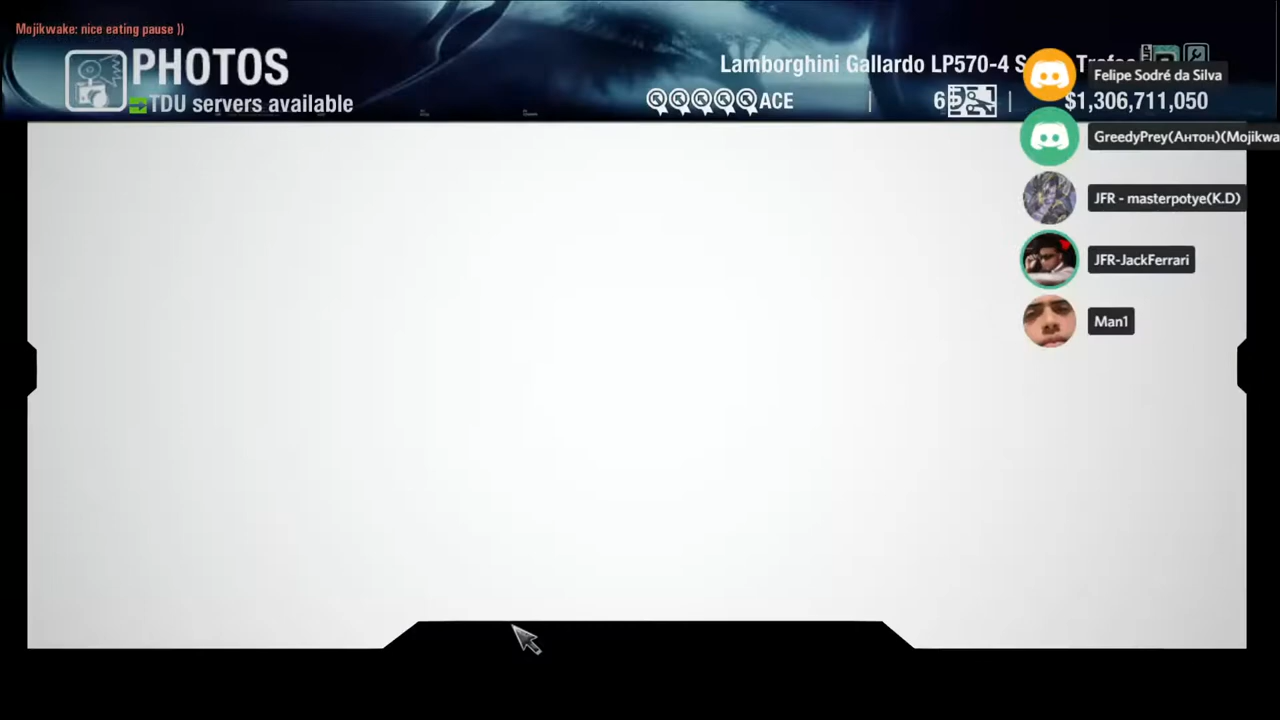 Mojikwake: nice eating pause ))
PHOTOS
TDU servers available
Lamborghini Gallardo LP570-4 S
ACE
$1,306,711,050
Felipe Sodré da Silva
GreedyPrey(Антон)(Mojikwa
JFR - masterpotye(K.D)
JFR-JackFerrari
Man1